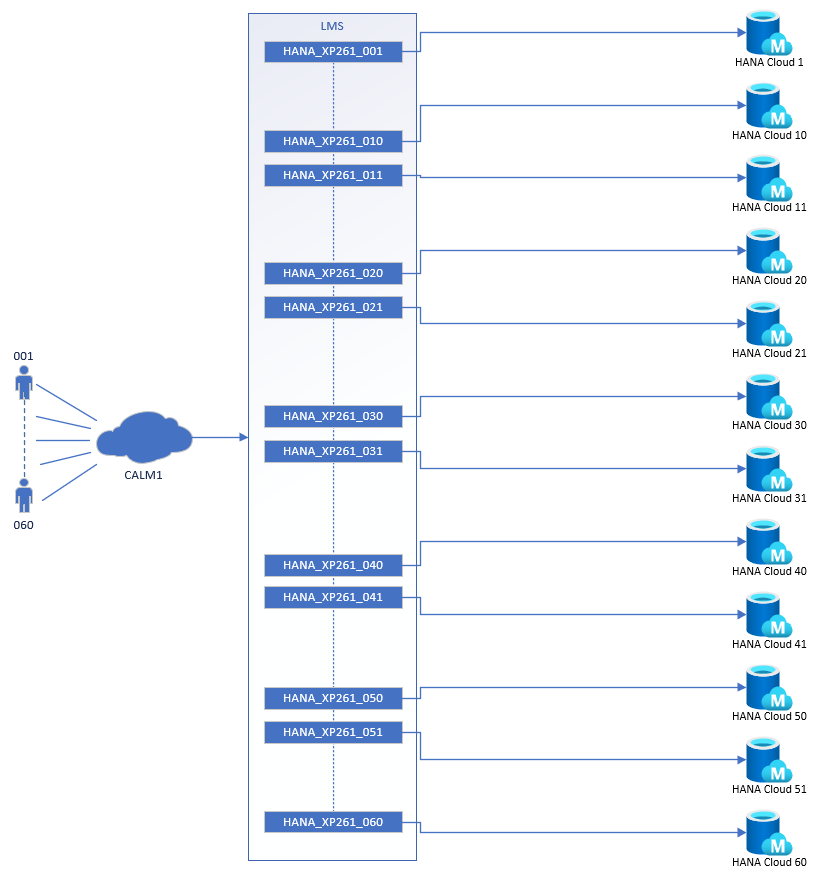 LMS
HANA_XP261_001
HANA Cloud 1
HANA_XP261_010
M
HANA Cloud 10
M
HANA_XP261_011
HANA Cloud 11
M
HANA_XP261_020
HANA Cloud 20
M
HANA_XP261_021
HANA Cloud 21
M
001
HANA_XP261_030
HANA Cloud 30
M
HANA_XP261_031
HANA Cloud 31
M
CALM1
060
HANA_XP261_040
HANA Cloud 40
M
HANA_XP261_041
HANA Cloud 41
M
HANA_XP261_050
HANA Cloud 50
M
HANA_XP261_051
HANA Cloud 51
M
HANA_XP261_060
HANA Cloud 60
M
M